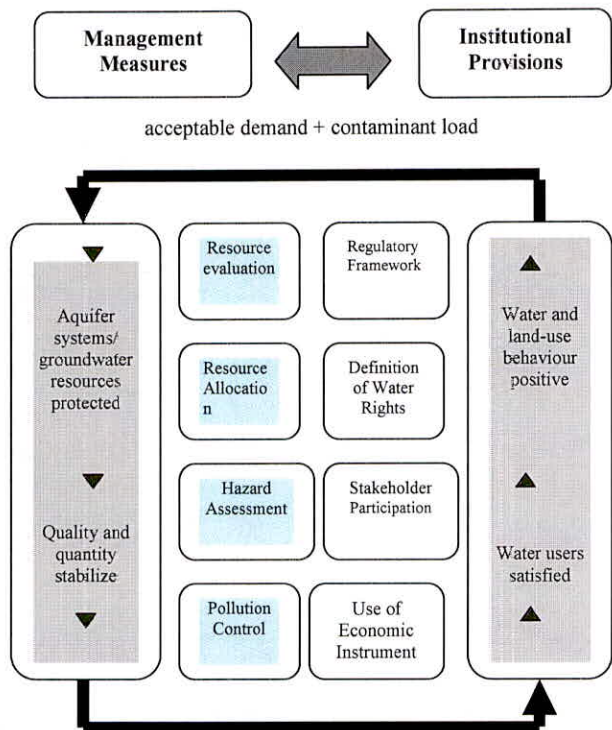 Management
Measures
Institutional
Provisions
acceptable demand + contaminant load
Aquifer
systems/
groundwater
resources
protected
Quality and
quantity
stabilize
Resource
evaluation
Regulatory
Framework
Resource
Allocatio
n
Definition
of Water
Rights
Hazard
Assessment
Stakeholder
Participation
Pollution
Control
Use of
Economic
Instrument
Water and
land-use
behaviour
positive
Water users
satisfied